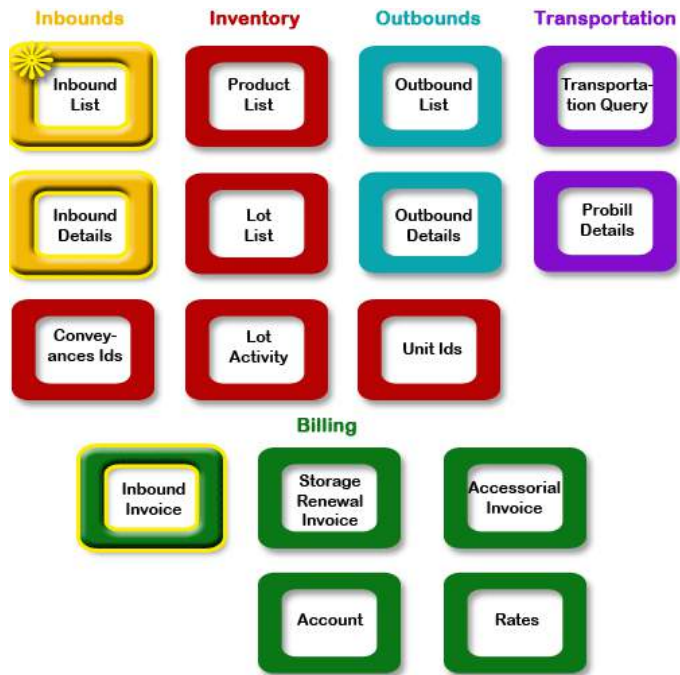 Inbounds
Inventory
Outbounds
Transportation
Inbound
List
Product
List
Outbound
List
Transporta-
tion Query
Inbound
Details
Lot
List
Outbound
Details
Probill
Details
Convey-
ances Ids
Lot
Activity
Unit Ids
Billing
Inbound
Invoice
Storage
Renewal
Invoice
Accessorial
Invoice
Account
Rates